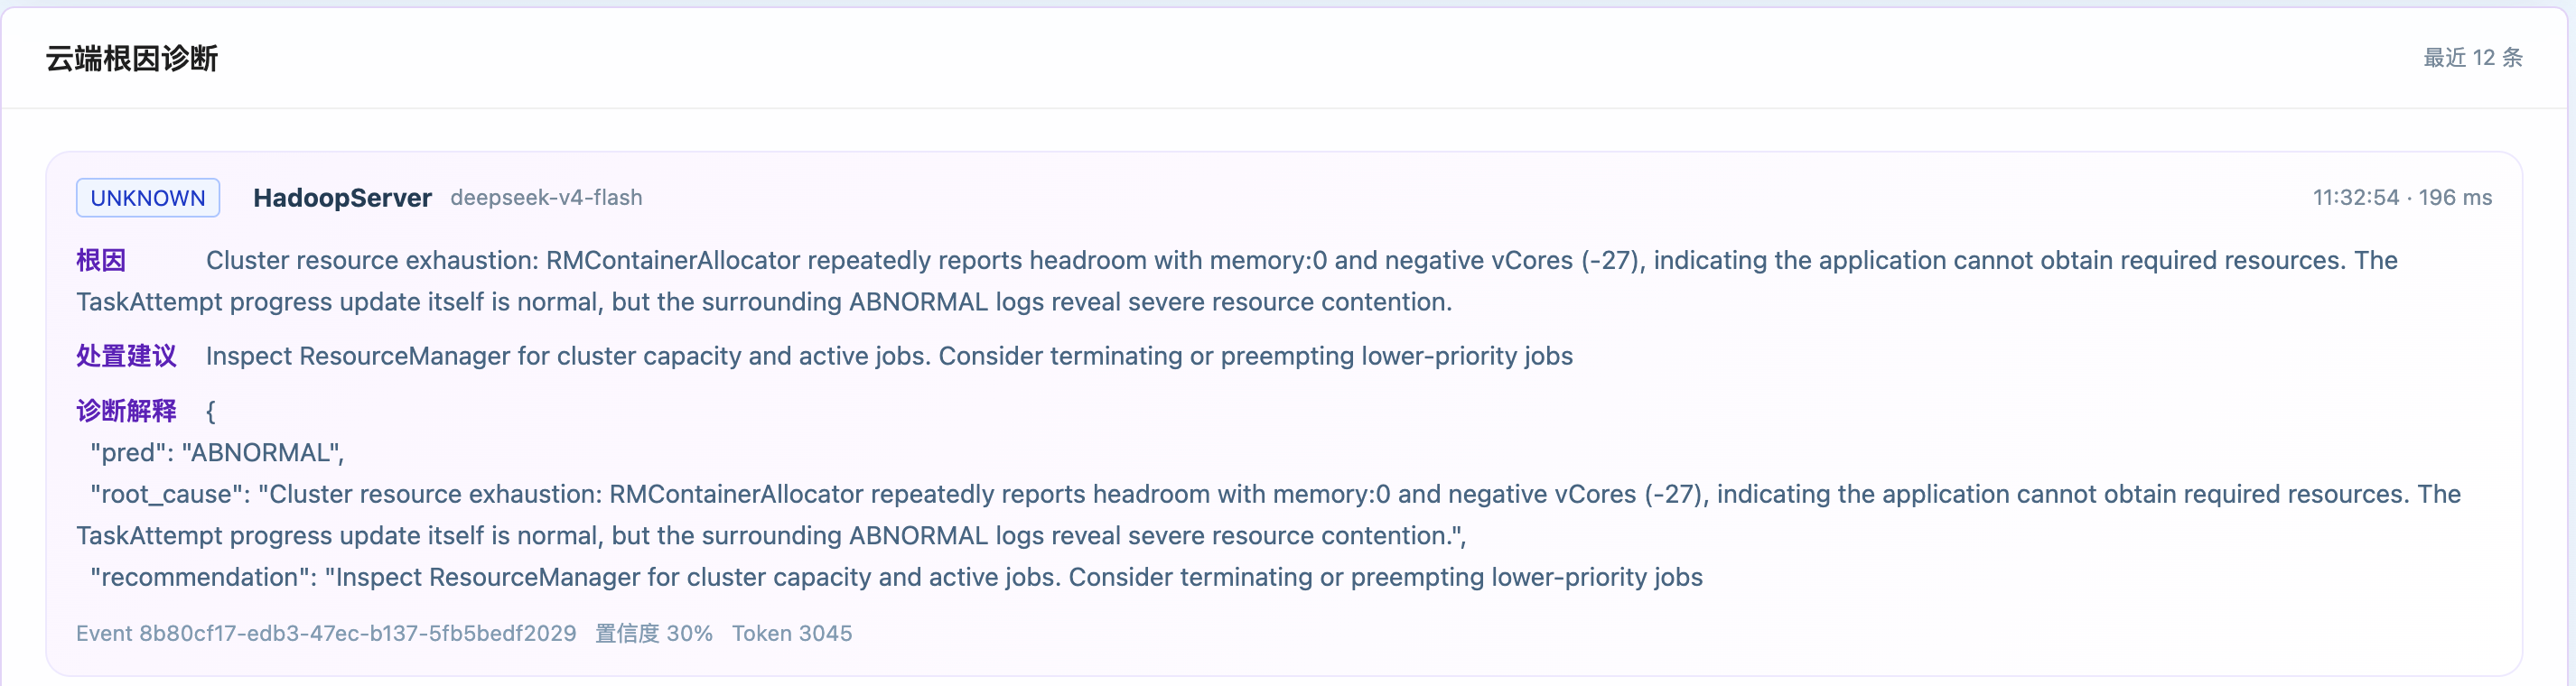 云端根因诊断
最近 12 条
UNKNOWN HadoopServer deepseek-v4-flash 11:32:54 · 196 ms
根因 Cluster resource exhaustion: RMContainerAllocator repeatedly reports headroom with memory:0 and negative vCores (-27), indicating the application cannot obtain required resources. The
TaskAttempt progress update itself is normal, but the surrounding ABNORMAL logs reveal severe resource contention.
处置建议 Inspect ResourceManager for cluster capacity and active jobs. Consider terminating or preempting lower-priority jobs
诊断解释 {
"pred": "ABNORMAL",
"root_cause": "Cluster resource exhaustion: RMContainerAllocator repeatedly reports headroom with memory:0 and negative vCores (-27), indicating the application cannot obtain required resources. The
TaskAttempt progress update itself is normal, but the surrounding ABNORMAL logs reveal severe resource contention.",
"recommendation": "Inspect ResourceManager for cluster capacity and active jobs. Consider terminating or preempting lower-priority jobs
Event 8b80cf17-edb3-47ec-b137-5fb5bedf2029 置信度 30% Token 3045